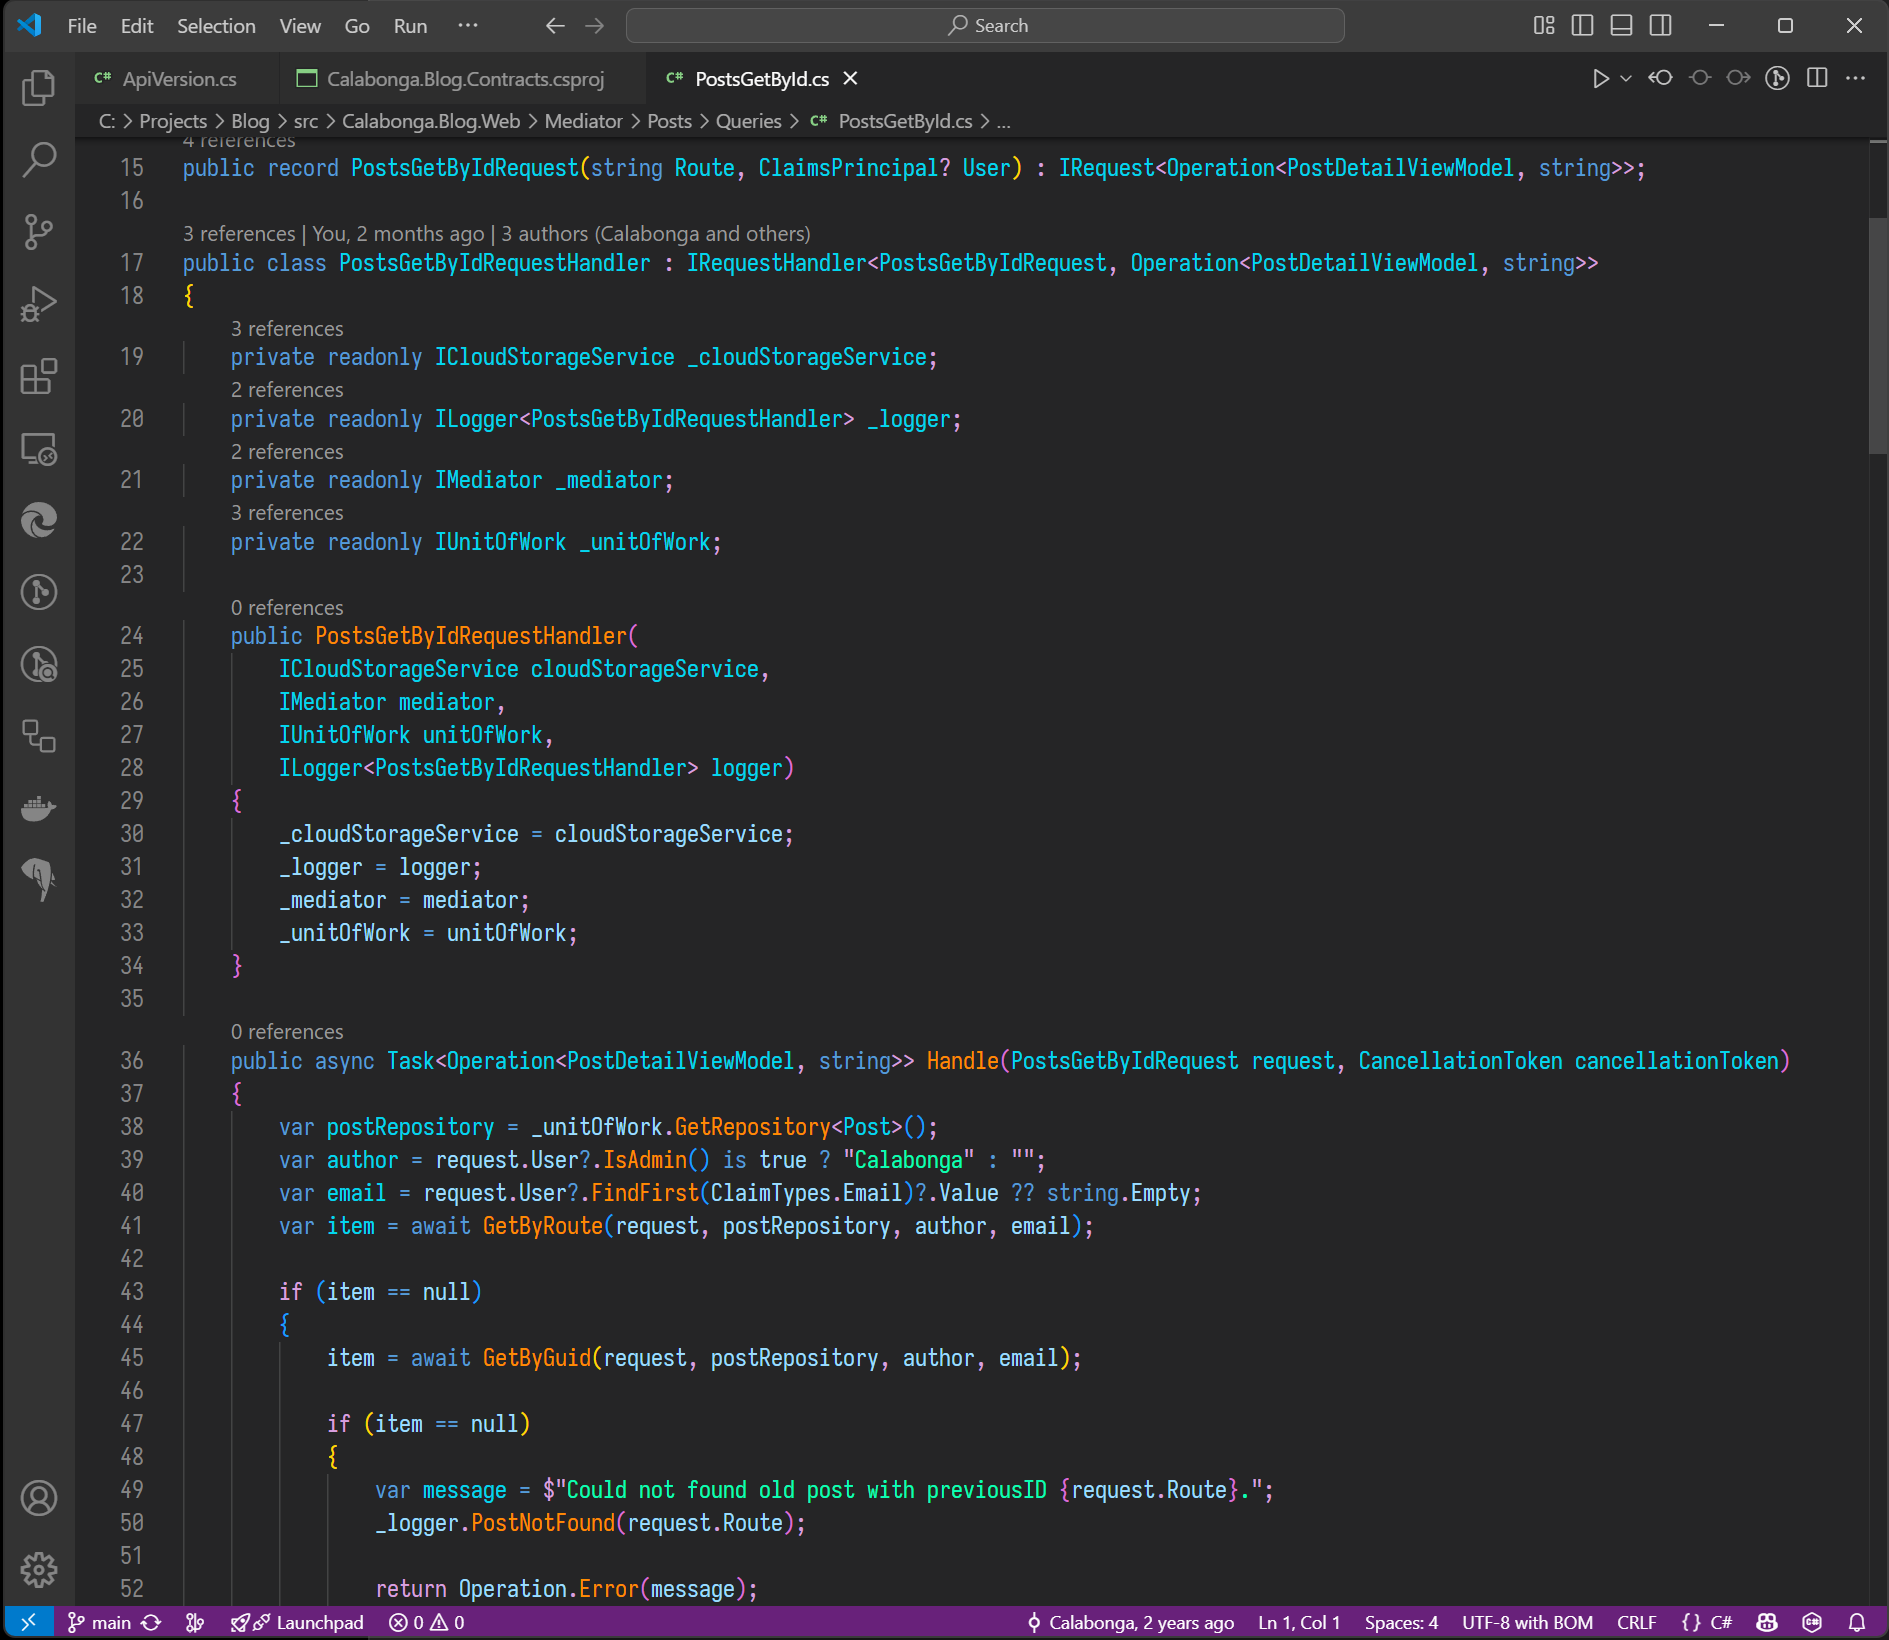 File Edit Selection View Go Run ··· Search
ApiVersion.cs Calabonga.Blog.Contracts.csproj PostsGetById.cs
C: > Projects > Blog > src > Calabonga.Blog.Web > Mediator > Posts > Queries > PostsGetById.cs > ...
4 references
15 public record PostsGetByIdRequest(string Route, ClaimsPrincipal? User) : IRequest<Operation<PostDetailViewModel, string>>;
16
3 references | You, 2 months ago | 3 authors (Calabonga and others)
17 public class PostsGetByIdRequestHandler : IRequestHandler<PostsGetByIdRequest, Operation<PostDetailViewModel, string>>
18 {
3 references
19 private readonly ICloudStorageService _cloudStorageService;
2 references
20 private readonly ILogger<PostsGetByIdRequestHandler> _logger;
2 references
21 private readonly IMediator _mediator;
3 references
22 private readonly IUnitOfWork _unitOfWork;
23
0 references
24 public PostsGetByIdRequestHandler(
25 ICloudStorageService cloudStorageService,
26 IMediator mediator,
27 IUnitOfWork unitOfWork,
28 ILogger<PostsGetByIdRequestHandler> logger)
29 {
30 _cloudStorageService = cloudStorageService;
31 _logger = logger;
32 _mediator = mediator;
33 _unitOfWork = unitOfWork;
34 }
35
0 references
36 public async Task<Operation<PostDetailViewModel, string>> Handle(PostsGetByIdRequest request, CancellationToken cancellationToken)
37 {
38 var postRepository = _unitOfWork.GetRepository<Post>();
39 var author = request.User?.IsAdmin() is true ? "Calabonga" : "";
40 var email = request.User?.FindFirst(ClaimTypes.Email)?.Value ?? string.Empty;
41 var item = await GetByRoute(request, postRepository, author, email);
42
43 if (item == null)
44 {
45 item = await GetByGuid(request, postRepository, author, email);
46
47 if (item == null)
48 {
49 var message = $"Could not found old post with previousID {request.Route}.";
50 _logger.PostNotFound(request.Route);
51
52 return Operation.Error(message);
main Launchpad 0 0 Calabonga, 2 years ago Ln 1, Col 1 Spaces: 4 UTF-8 with BOM CRLF {} C#